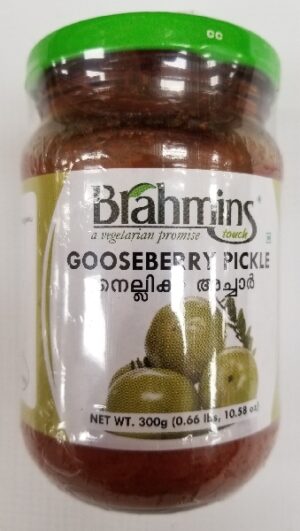 Brahmins
touch
a vegetarian promise
GOOSEBERRY PICKLE
നെല്ലിക്ക അച്ചാർ
NET WT. 300g (0.66 lbs, 10.58 oz)